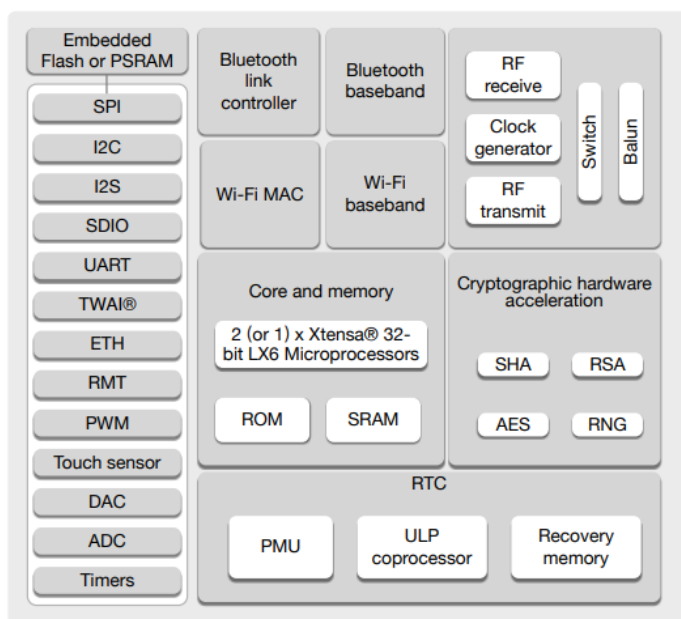 Embedded
Flash or PSRAM
SPI
I2C
I2S
SDIO
UART
TWAI®
ETH
RMT
PWM
Touch sensor
DAC
ADC
Timers
Bluetooth
link
controller
Bluetooth
baseband
Wi-Fi MAC
Wi-Fi
baseband
RF
receive
Clock
generator
RF
transmit
Switch
Balun
Core and memory
2 (or 1) x Xtensa® 32-
bit LX6 Microprocessors
ROM
SRAM
Cryptographic hardware
acceleration
SHA
RSA
AES
RNG
RTC
PMU
ULP
coprocessor
Recovery
memory